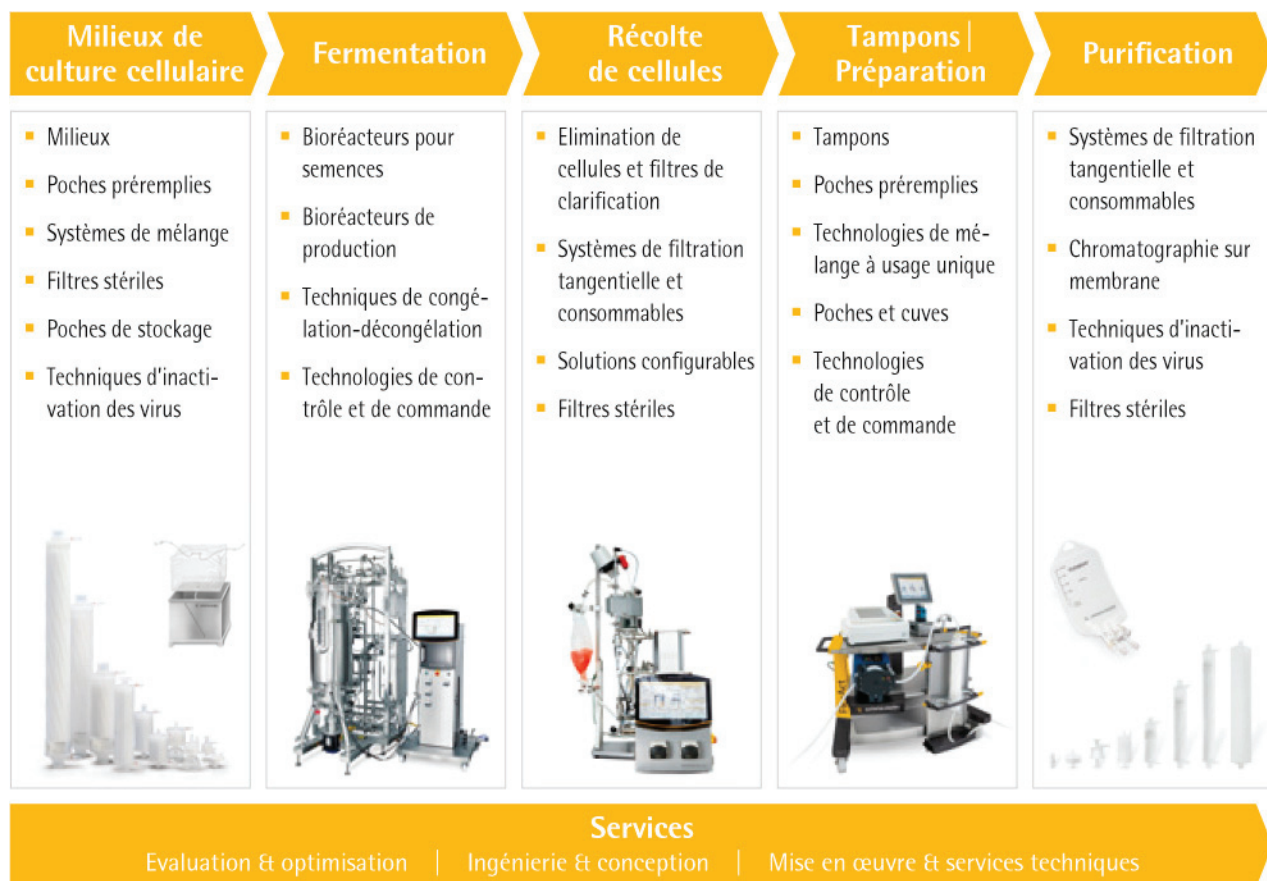 Milieux de
culture cellulaire
Fermentation
Récolte
de cellules
Tampons |
Préparation
Purification
Milieux
Poches préremplies
Systèmes de mélange
Filtres stériles
Poches de stockage
Techniques d'inacti-
vation des virus
Bioréacteurs pour
semences
Bioréacteurs de
production
Techniques de congé-
lation-décongélation
Technologies de con-
trôle et de commande
Elimination de
cellules et filtres de
clarification
Systèmes de filtration
tangentielle et
consommables
Solutions configurables
Filtres stériles
Tampons
Poches préremplies
Technologies de mé-
lange à usage unique
Poches et cuves
Technologies
de contrôle
et de commande
Systèmes de filtration
tangentielle et
consommables
Chromatographie sur
membrane
Techniques d'inacti-
vation des virus
Filtres stériles
Services
Evaluation & optimisation | Ingénierie & conception | Mise en œuvre & services techniques